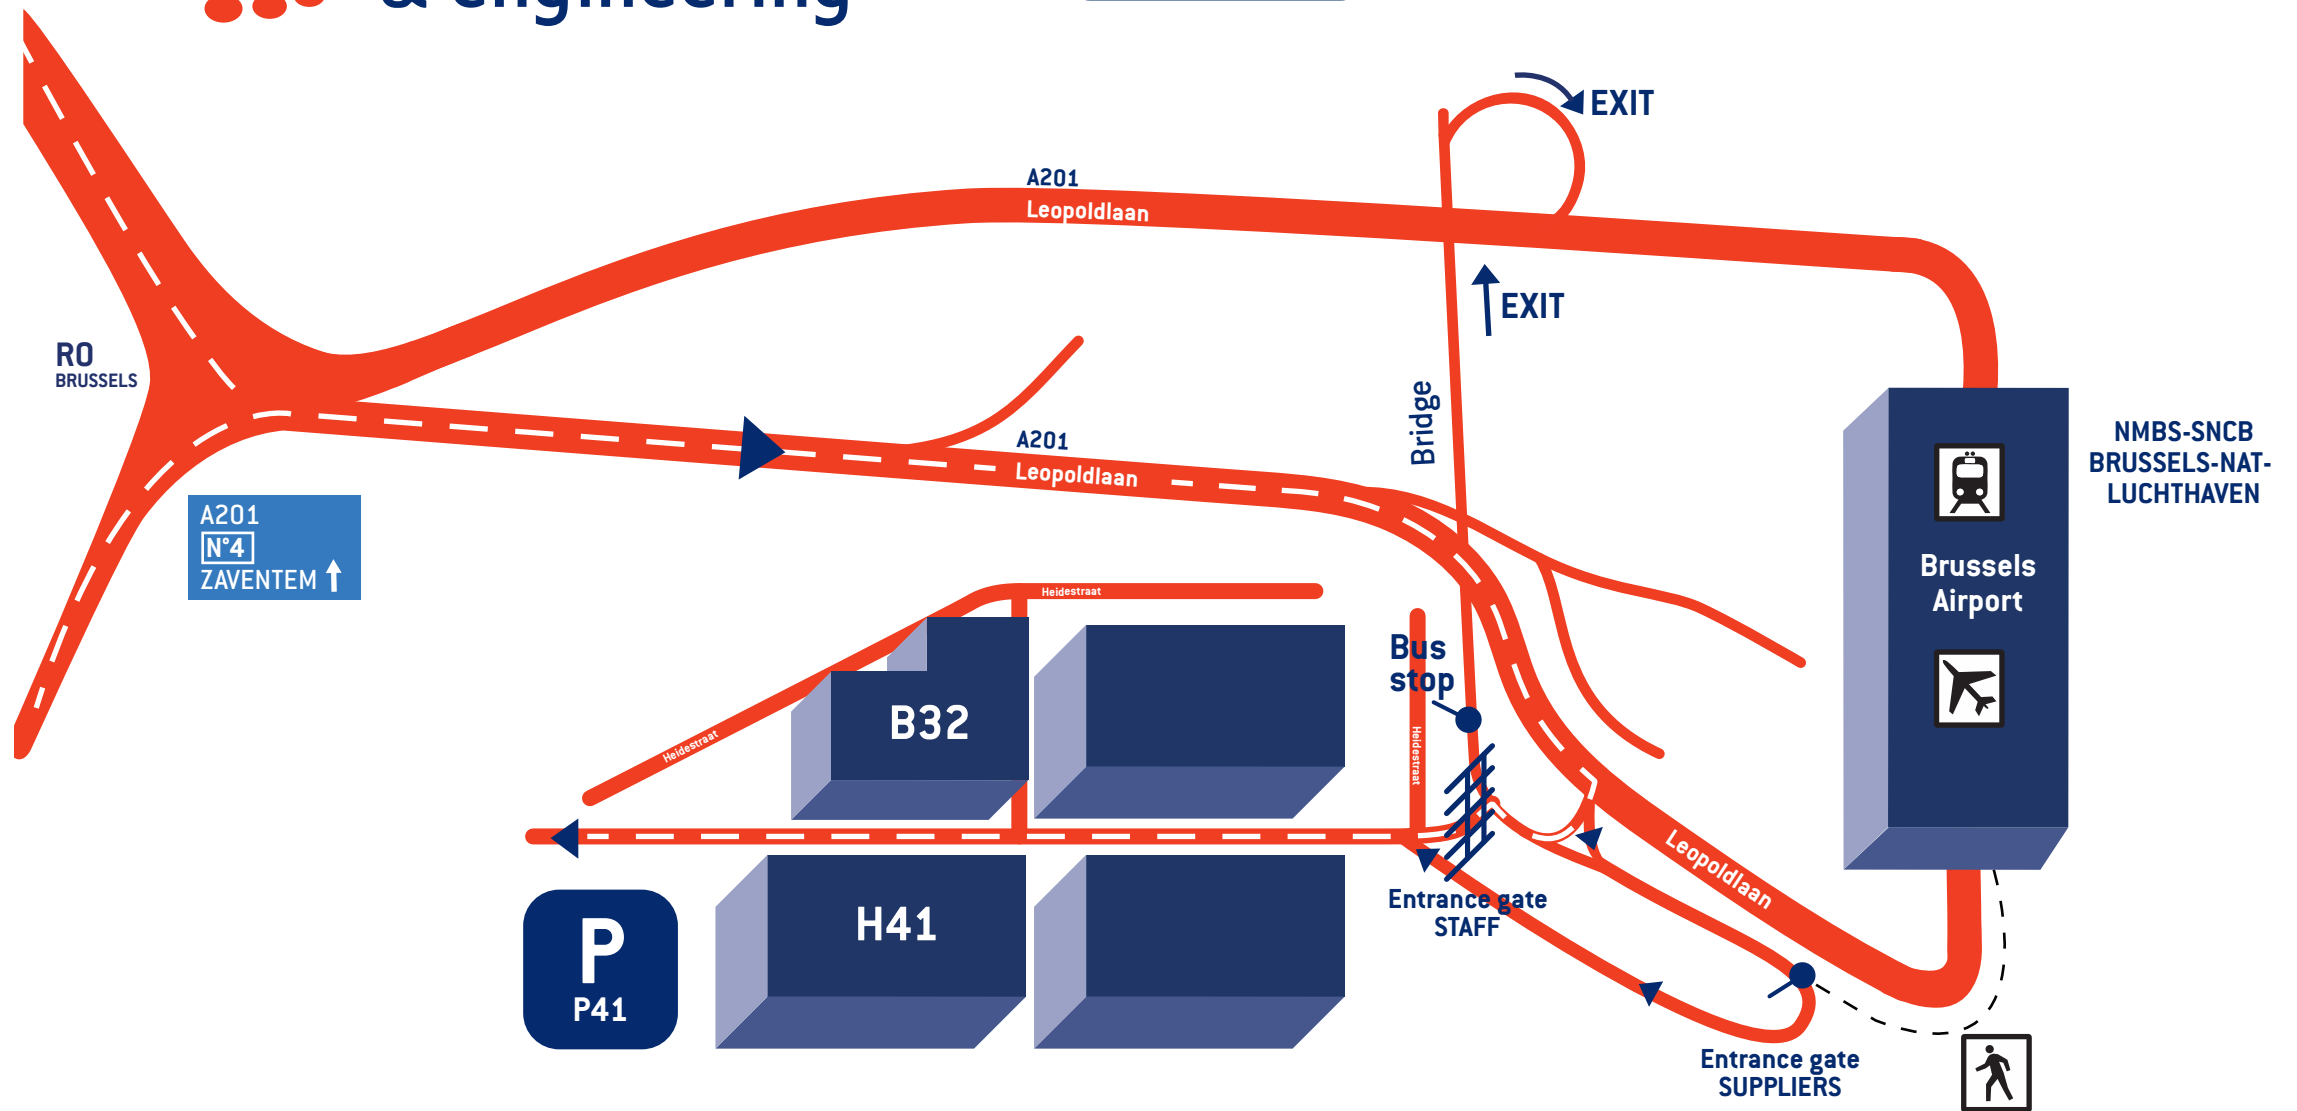 & engineering
EXIT
A201
Leopoldlaan
EXIT
RO
BRUSSELS
Bridge
A201
Leopoldlaan
NMBS-SNCB
BRUSSELS-NAT-
LUCHTHAVEN
A201
N°4
ZAVENTEM
Brussels
Airport
Heidestraat
Bus
stop
B32
Heidestraat
Heidestraat
Leopoldlaan
Entrance gate
STAFF
H41
P
P41
Entrance gate
SUPPLIERS